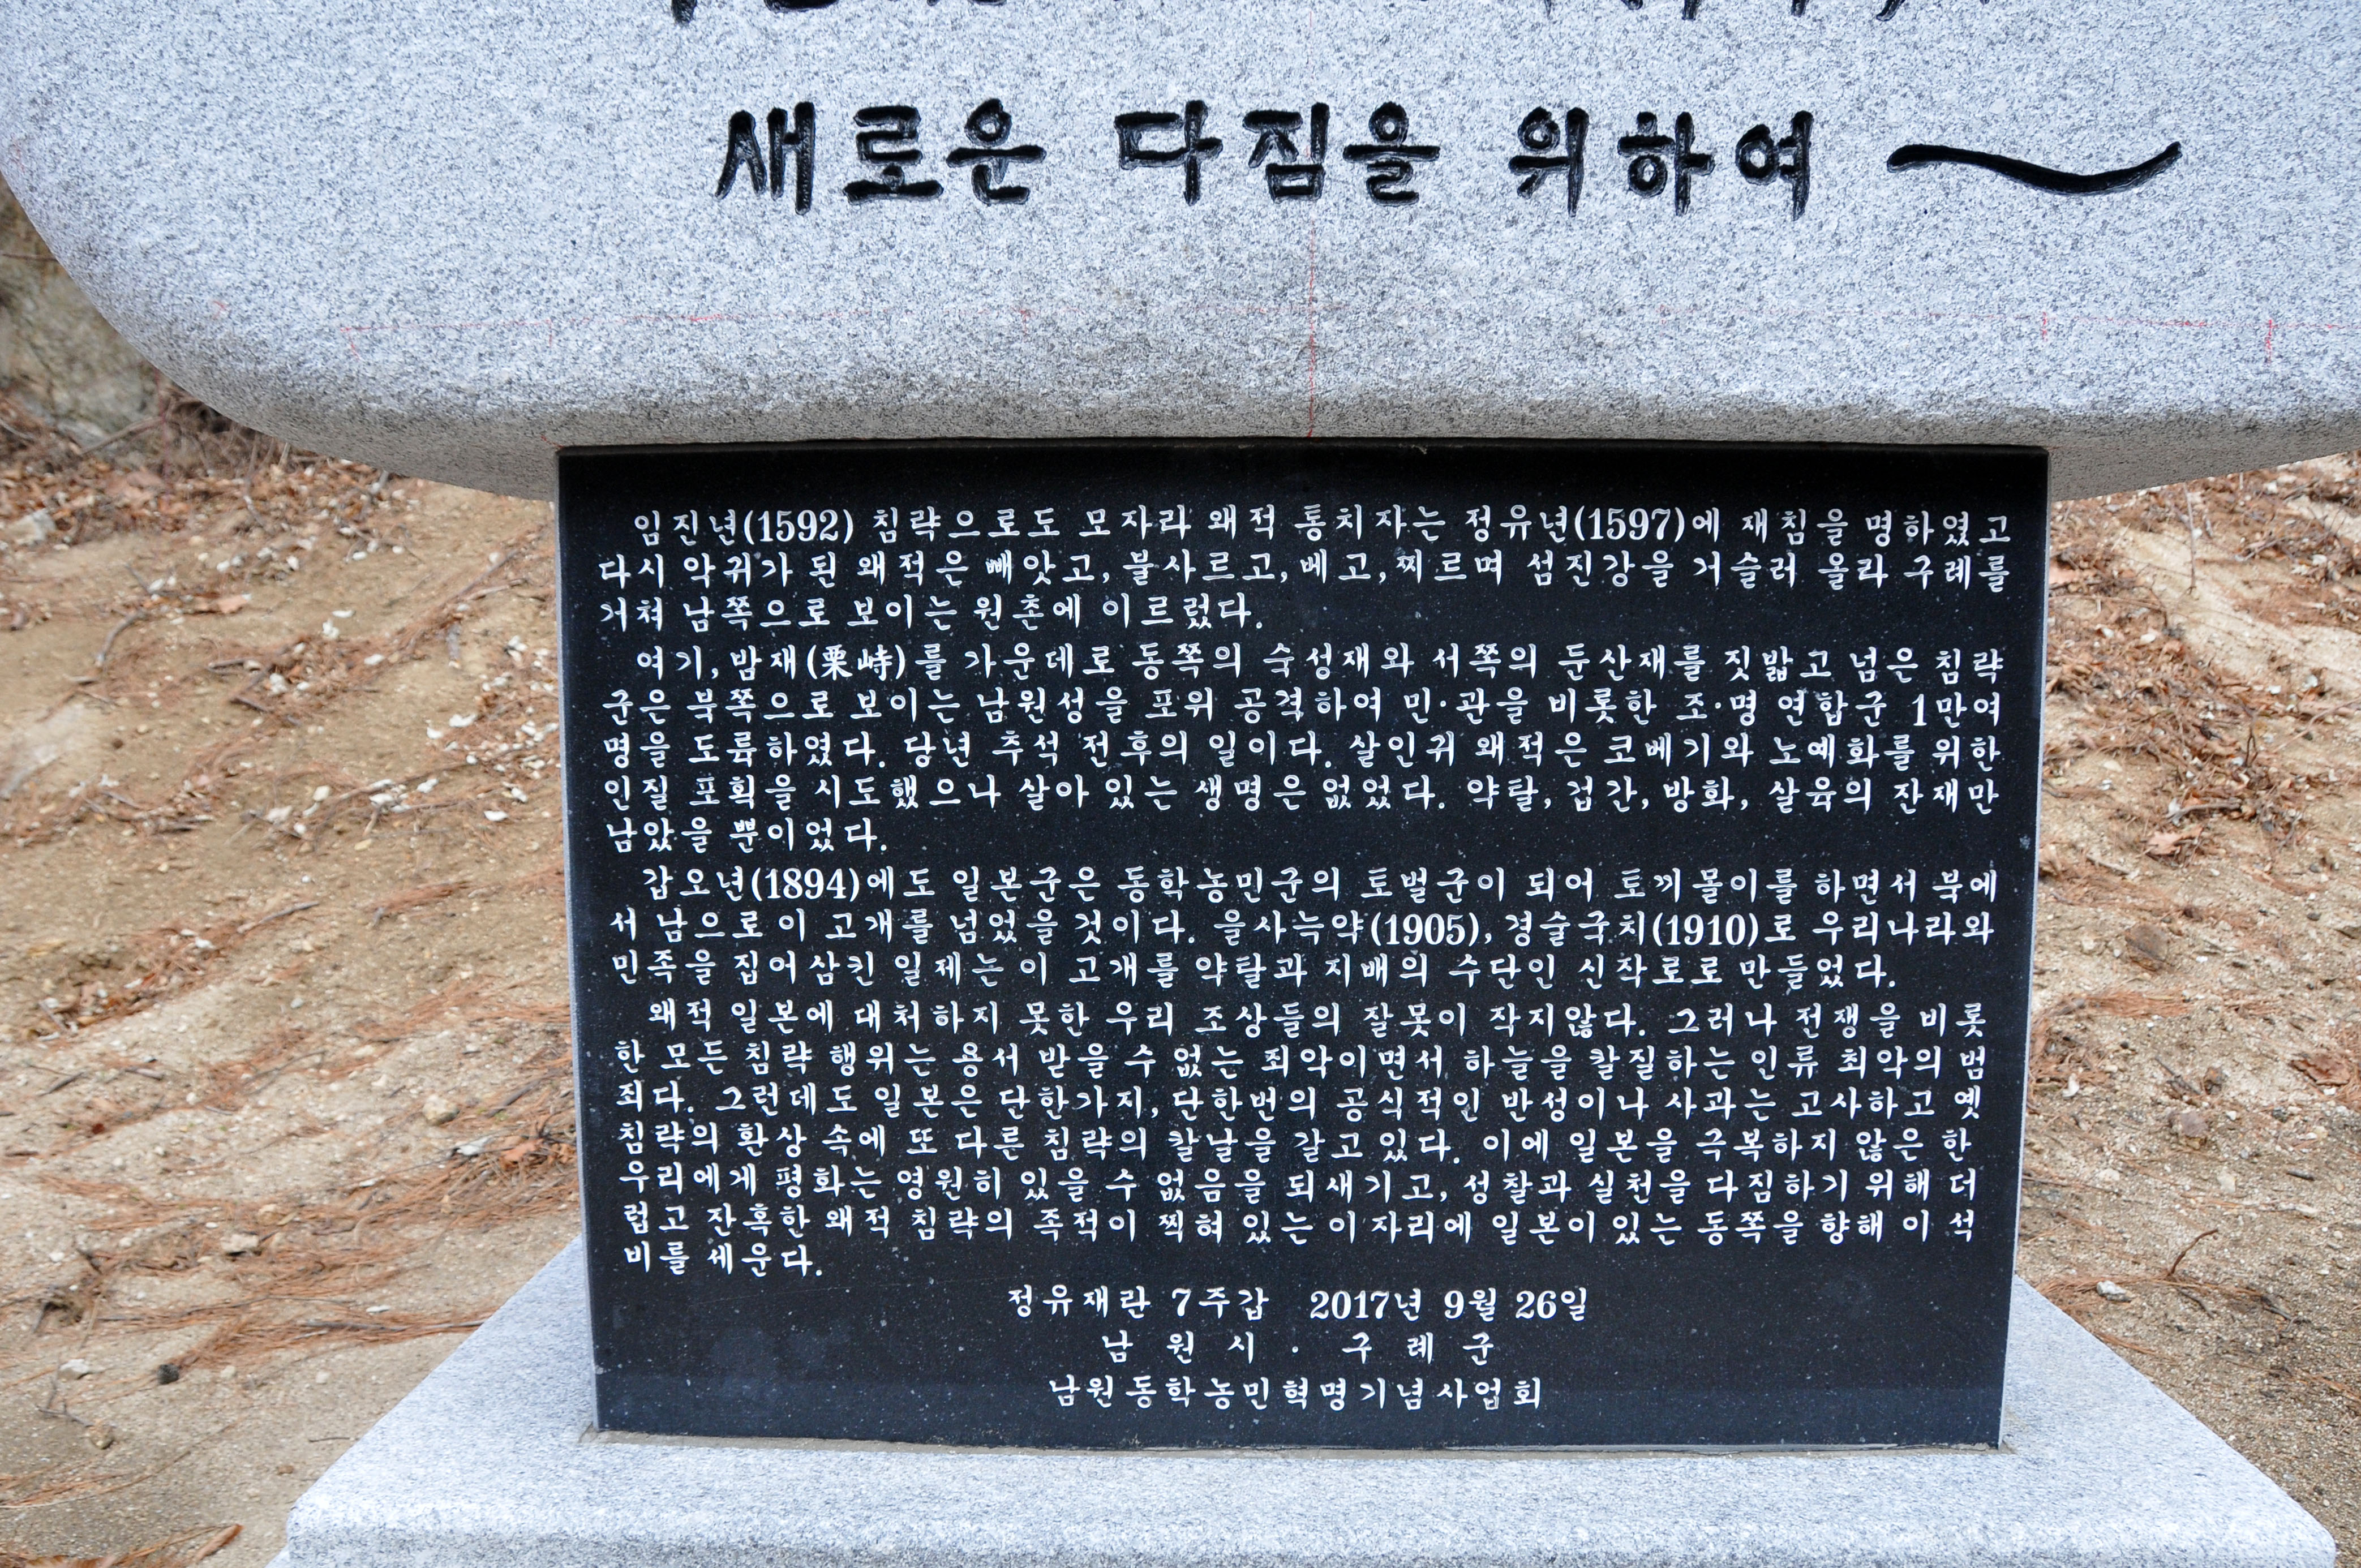 새로운 다짐을 위하여
임진년(1592) 침략으로도 모자라 왜적 통치자는 정유년(1597)에 재침을 명하였고
다시 악귀가 된 왜적은 빼앗고, 불사르고, 베고, 찌르며 섬진강을 거슬러 올라 구례를
거쳐 남쪽으로 보이는 원촌에 이르렀다.
여기, 밤재(栗峙)를 가운데로 동쪽의 숙성재와 서쪽의 둔산재를 짓밟고 넘은 침략
군은 북쪽으로 보이는 남원성을 포위 공격하여 민·관을 비롯한 조·명 연합군 1만여
명을 도륙하였다. 당년 추석 전후의 일이다. 살인귀 왜적은 코베기와 노예화를 위한
인질 포획을 시도했으나 살아 있는 생명은 없었다. 약탈, 겁간, 방화, 살육의 잔재만
남았을 뿐이었다.
갑오년(1894)에도 일본군은 동학농민군의 토벌군이 되어 토끼몰이를 하면서 북에
서 남으로 이 고개를 넘었을 것이다. 을사늑약(1905), 경술국치(1910)로 우리나라와
민족을 집어삼킨 일제는 이 고개를 약탈과 지배의 수단인 신작로로 만들었다.
왜적 일본에 대처하지 못한 우리 조상들의 잘못이 작지않다. 그러나 전쟁을 비롯
한 모든 침략 행위는 용서 받을 수 없는 죄악이면서 하늘을 칼질하는 인류 최악의 범
죄다. 그런데도 일본은 단한가지, 단한번의 공식적인 반성이나 사과는 고사하고 옛
침략의 환상 속에 또 다른 침략의 칼날을 갈고 있다. 이에 일본을 극복하지 않은 한
우리에게 평화는 영원히 있을 수 없음을 되새기고, 성찰과 실천을 다짐하기 위해 더
럽고 잔혹한 왜적 침략의 족적이 찍혀 있는 이 자리에 일본이 있는 동쪽을 향해 이 석
비를 세운다.
정유재란 7주갑 2017년 9월 26일
남원시 · 구례군
남원동학농민혁명기념사업회